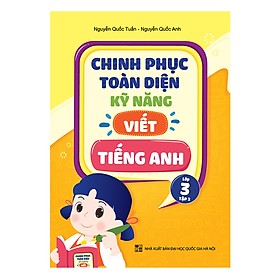 Nguyễn Quốc Tuấn - Nguyễn Quốc Anh
CHINH PHỤC
TOÀN DIỆN
KỸ NĂNG
VIẾT
TIẾNG ANH
Lớp
3
TẬP 2
NHÀ XUẤT BẢN ĐẠI HỌC QUỐC GIA HÀ NỘI